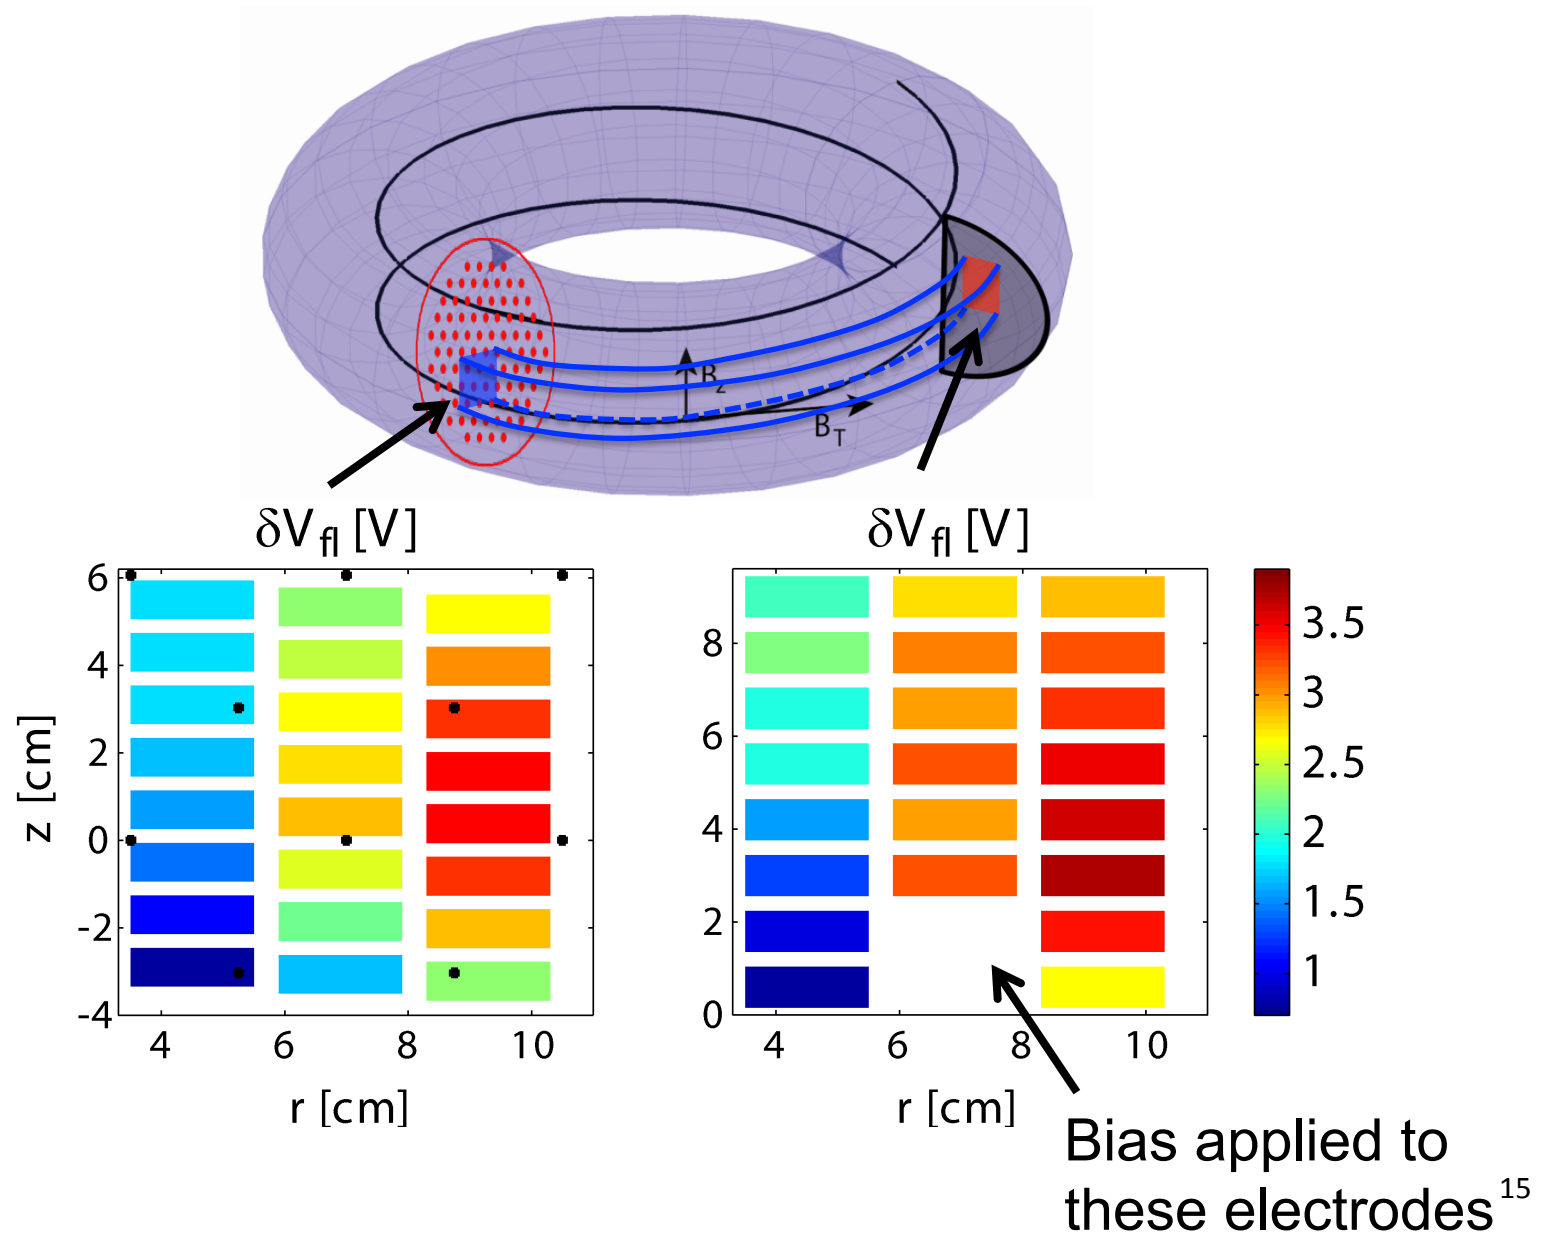 B_z
B_T
δV_fl [V]
δV_fl [V]
6
4
2
0
-2
-4
z [cm]
4 6 8 10
r [cm]
8
6
4
2
0
4 6 8 10
r [cm]
3.5
3
2.5
2
1.5
1
Bias applied to
these electrodes 15